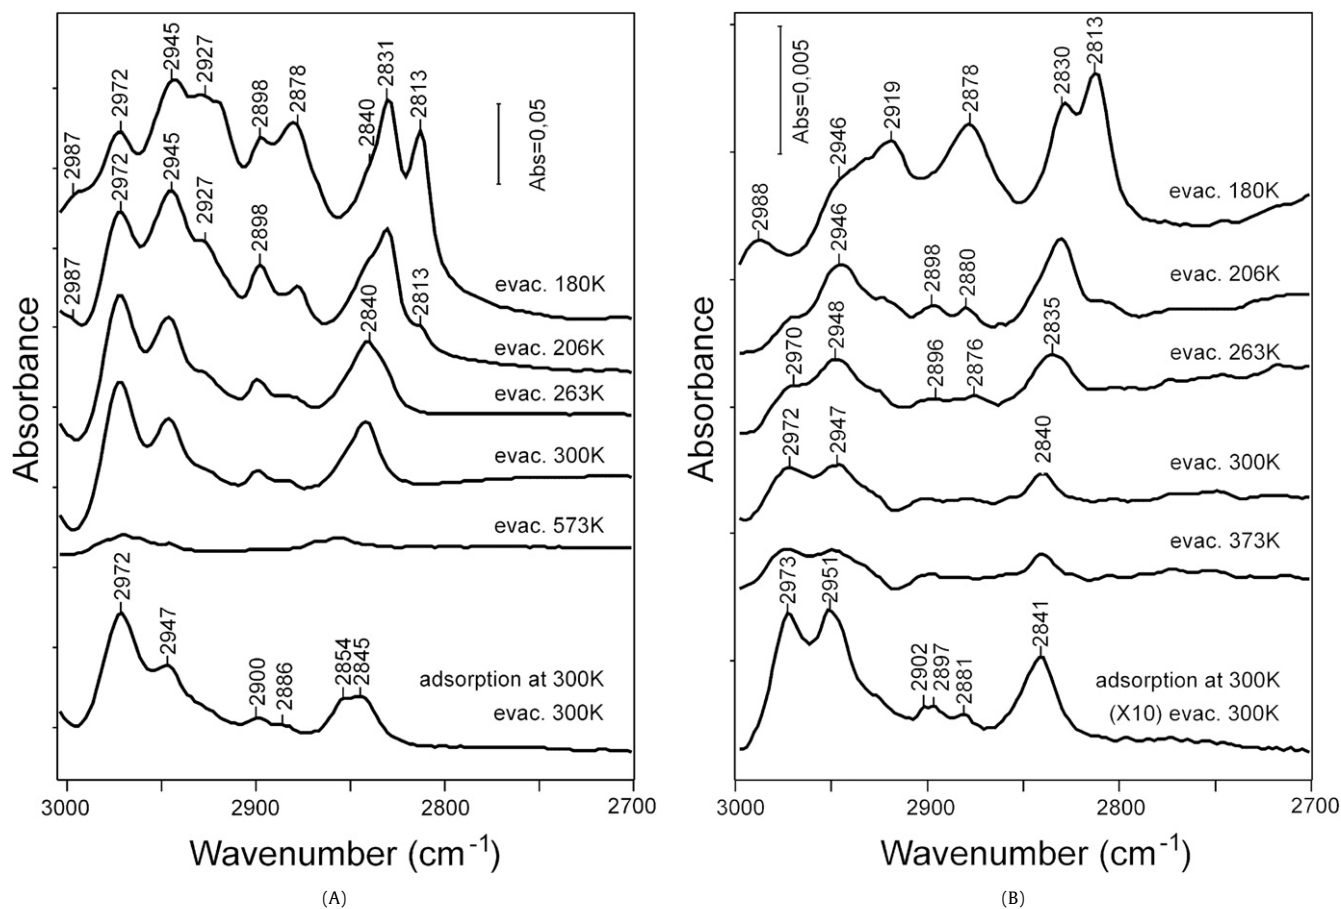 2987
2972
2945
2927
2898
2878
2840
2831
2813
Abs=0,05
evac. 180K
2987
2972
2945
2927
2898
2813
evac. 206K
2840
evac. 263K
evac. 300K
evac. 573K
2972
2947
2900
2886
2854
2845
adsorption at 300K
evac. 300K
Absorbance
3000 2900 2800 2700
Wavenumber (cm-1)
(A)
Abs=0,005
2988
2946
2919
2878
2830
2813
evac. 180K
2946
2898
2880
evac. 206K
2970
2948
2896
2876
2835
evac. 263K
2972
2947
2840
evac. 300K
evac. 373K
2973
2951
2902
2897
2881
2841
adsorption at 300K
(X10) evac. 300K
Absorbance
3000 2900 2800 2700
Wavenumber (cm-1)
(B)